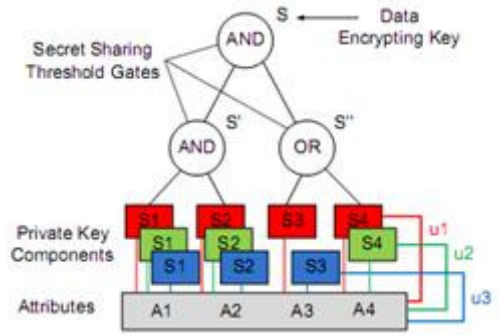 S
Data
Encrypting Key
AND
Secret Sharing
Threshold Gates
S'
S"
AND
OR
S1
S2
S3
S4
Private Key
Components
S1
S2
S4
S1
S2
S3
u1
u2
u3
Attributes
A1
A2
A3
A4